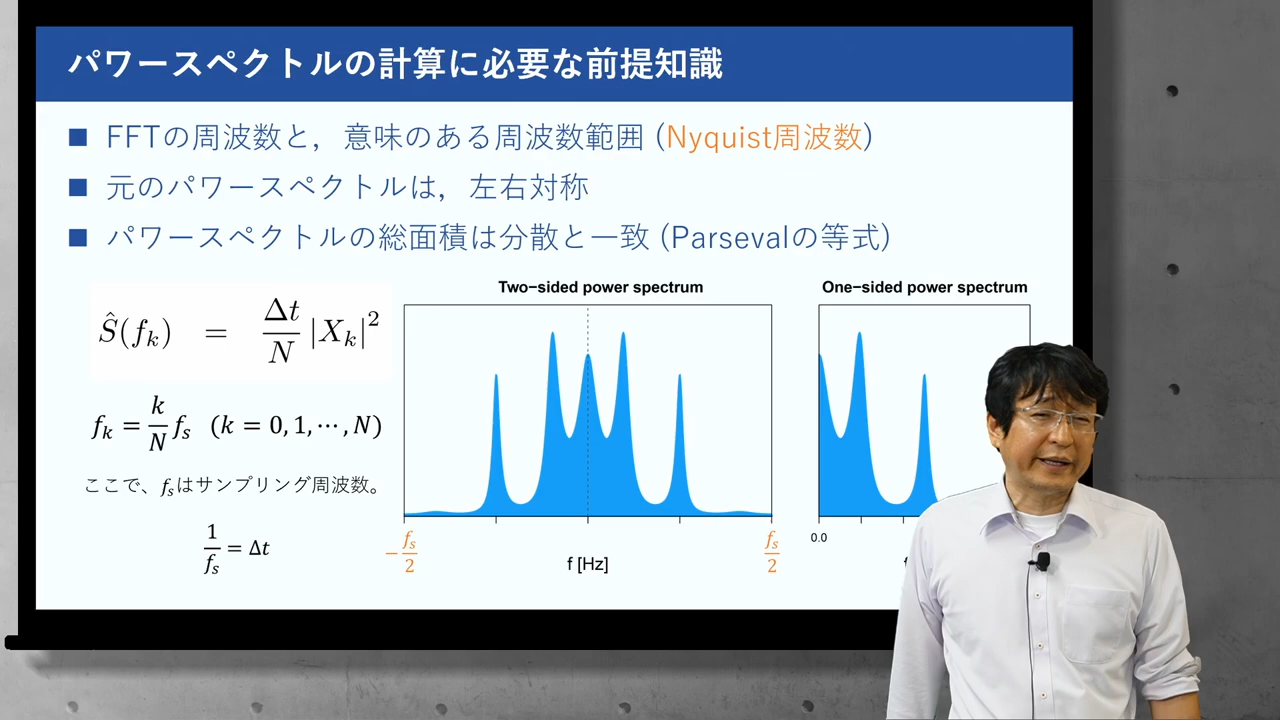 パワースペクトルの計算に必要な前提知識
■ FFTの周波数と，意味のある周波数範囲 (Nyquist周波数)
■ 元のパワースペクトルは，左右対称
■ パワースペクトルの総面積は分散と一致 (Parsevalの等式)
Ŝ(f_k) = Δt/N |X_k|^2
f_k = k/N f_s (k = 0, 1, ⋯, N)
ここで、f_sはサンプリング周波数。
1/f_s = Δt
Two−sided power spectrum
−f_s/2
f_s/2
f [Hz]
One−sided power spectrum
0.0